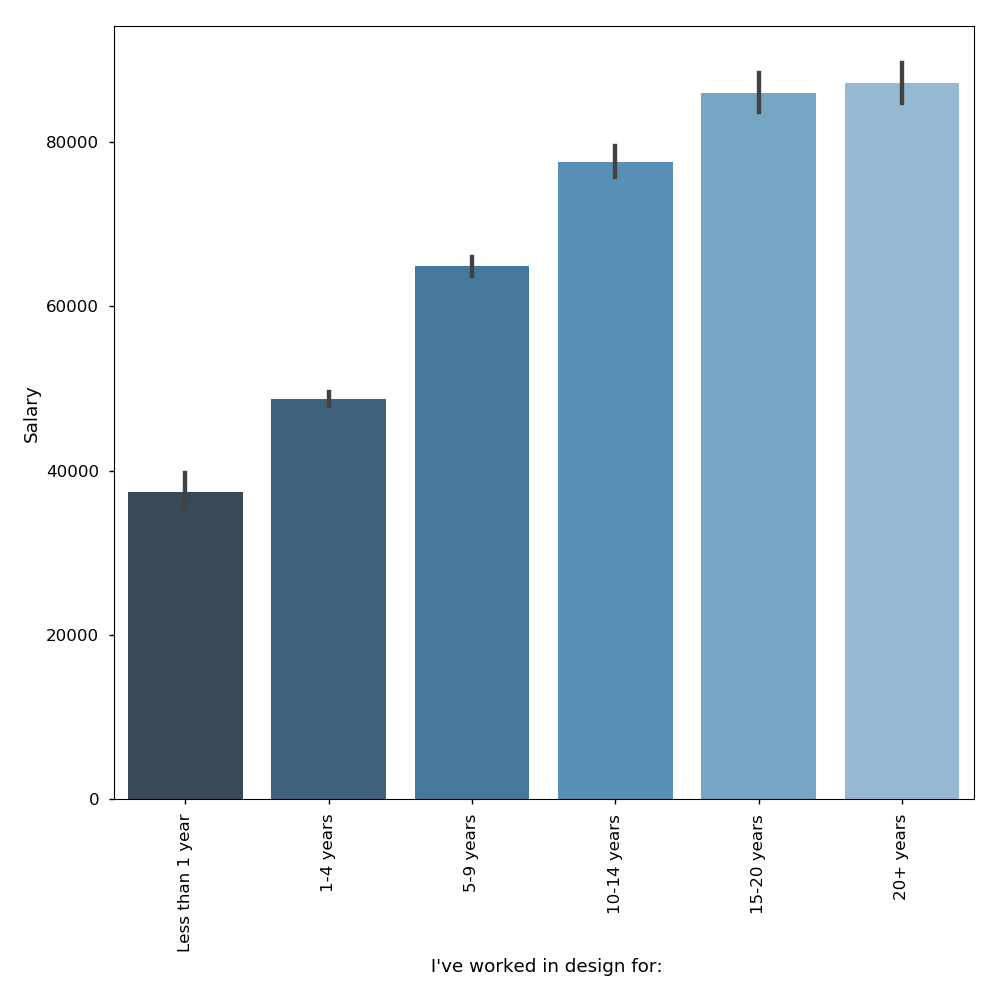 80000
60000
40000
20000
0
Salary
Less than 1 year
1-4 years
5-9 years
10-14 years
15-20 years
20+ years
I've worked in design for: